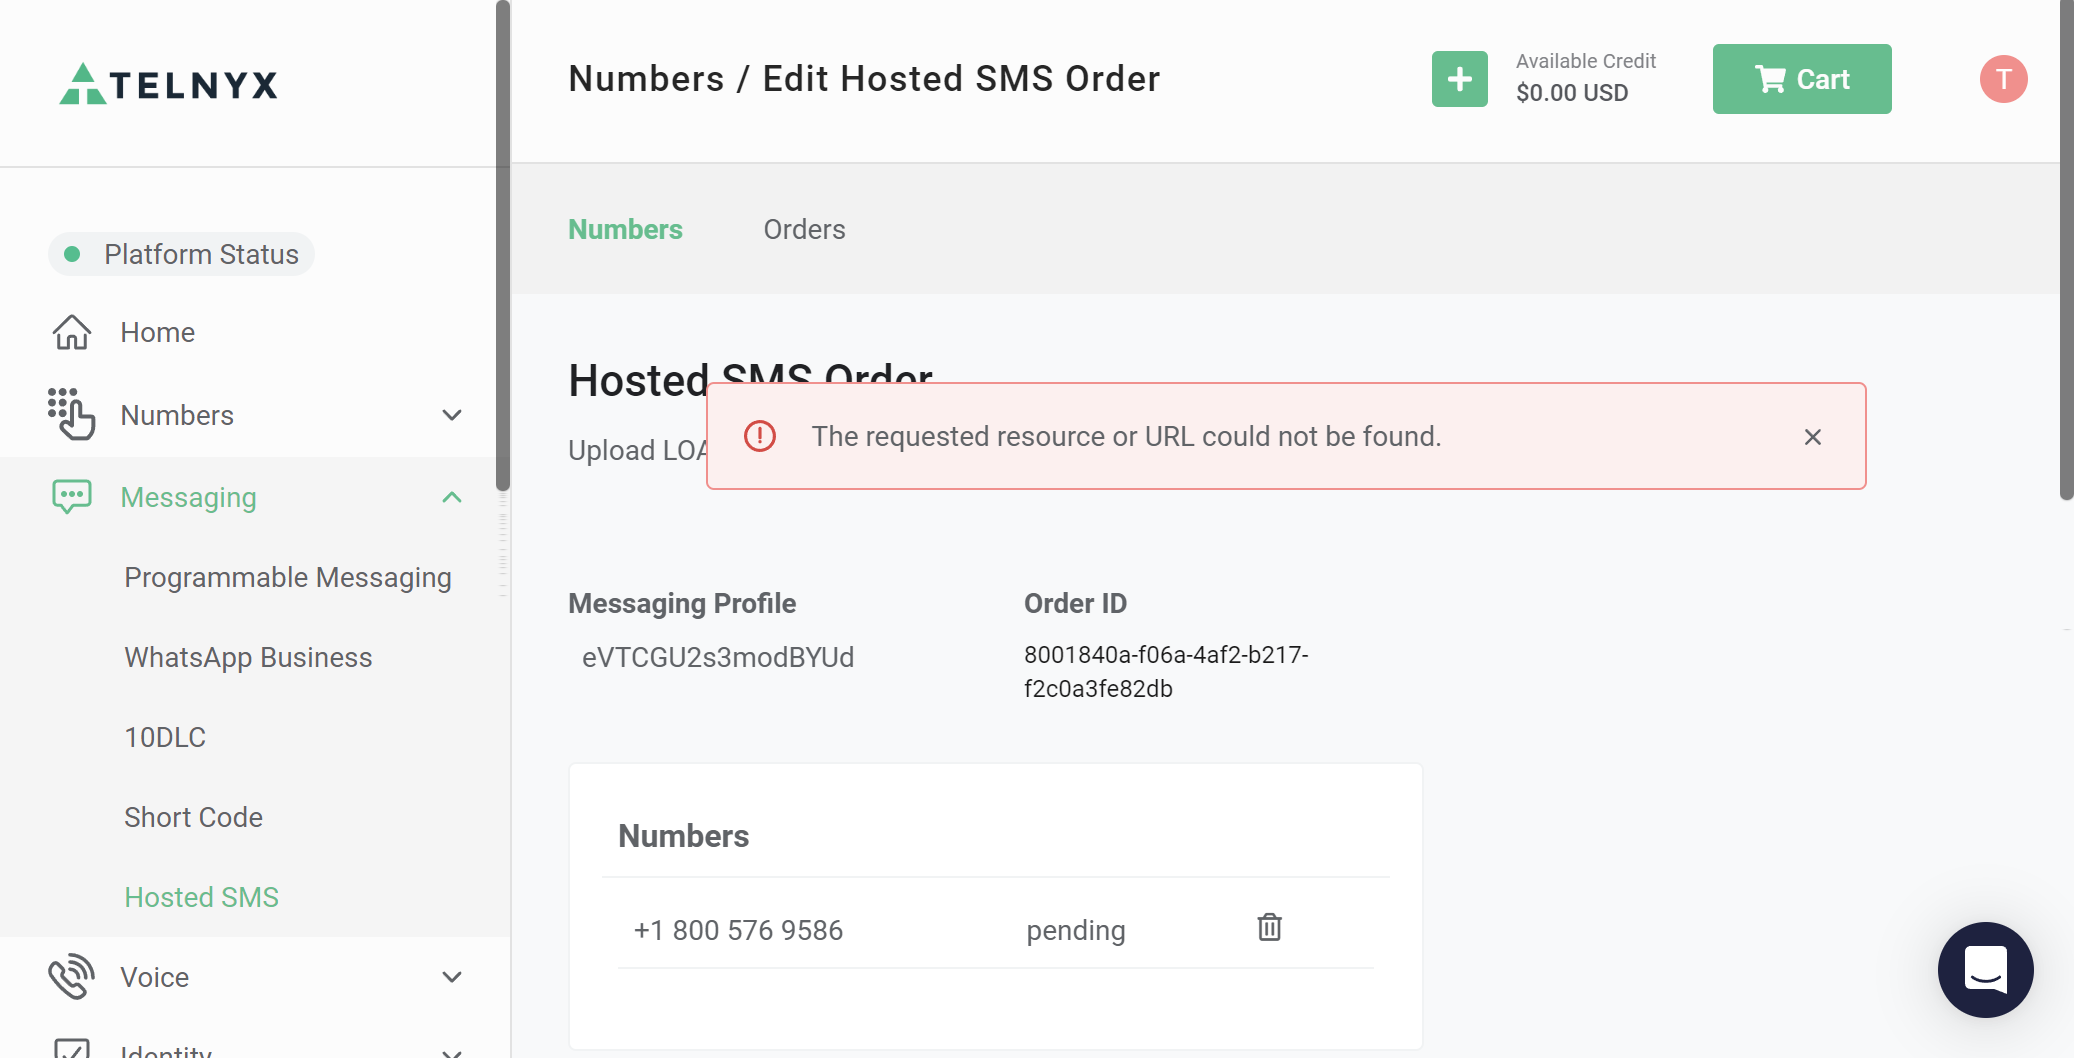 TELNYX
Numbers / Edit Hosted SMS Order
Available Credit
$0.00 USD
Cart
T
Platform Status
Home
Numbers
Messaging
Programmable Messaging
WhatsApp Business
10DLC
Short Code
Hosted SMS
Voice
Identity
Numbers
Orders
Hosted SMS Order
Upload LOA
The requested resource or URL could not be found.
Messaging Profile
eVTCGU2s3modBYUd
Order ID
8001840a-f06a-4af2-b217-
f2c0a3fe82db
Numbers
+1 800 576 9586
pending